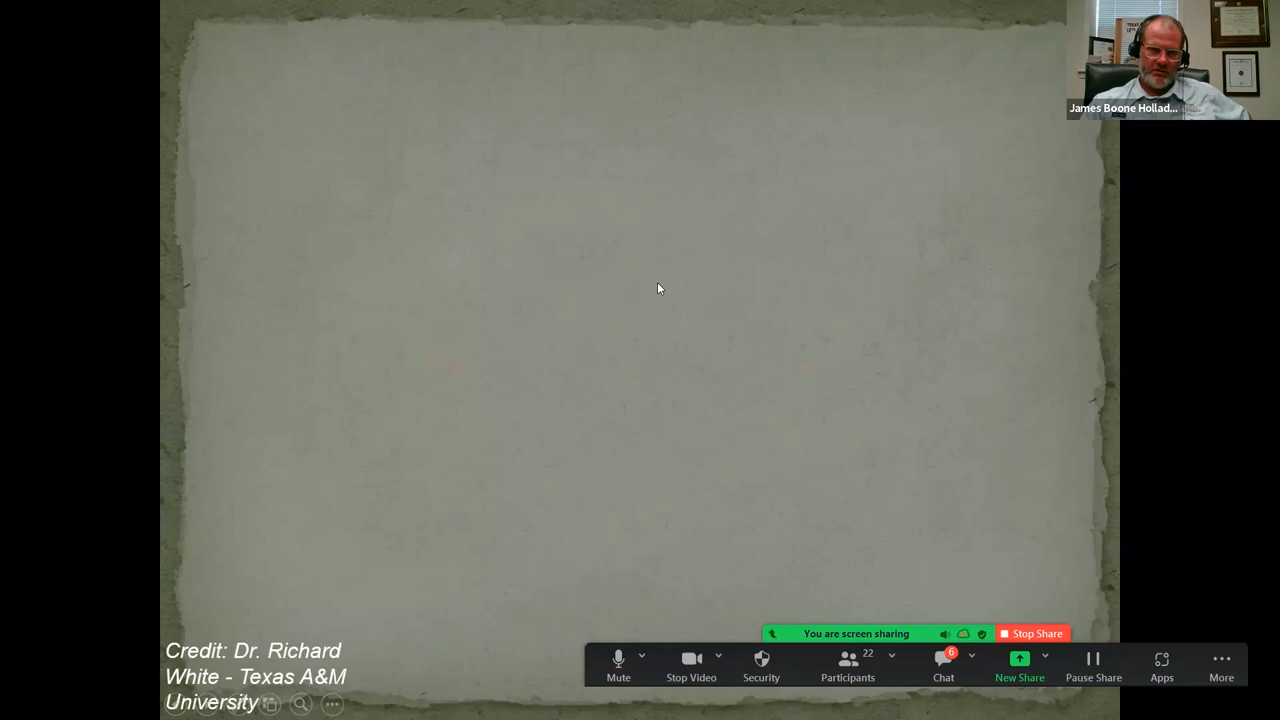 James Boone Hollad...
Credit: Dr. Richard
White - Texas A&M
University
You are screen sharing
Stop Share
22
6
Mute
Stop Video
Security
Participants
Chat
New Share
Pause Share
Apps
More